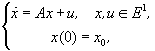 ẋ = Ax + u, x, u ∈ E¹,
x(0) = x₀,